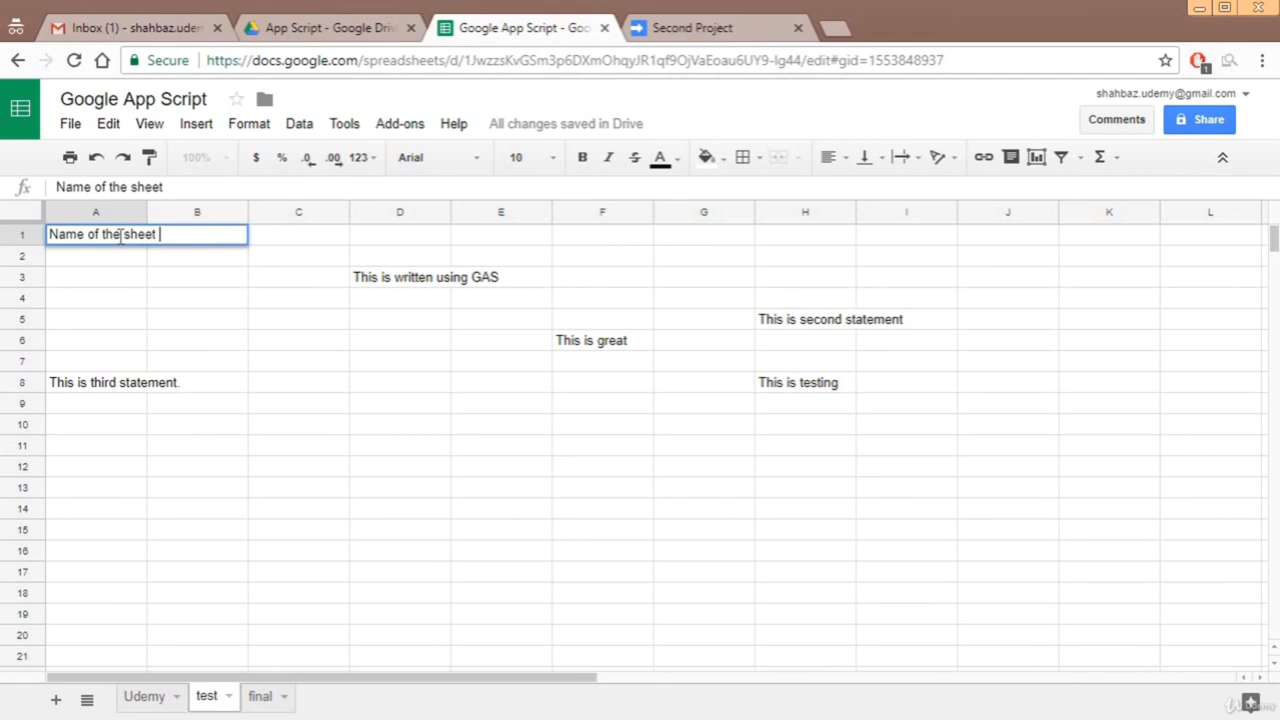 Inbox (1) - shahbaz.udem
App Script - Google Driv
Google App Script - Goo
Second Project
Secure
https://docs.google.com/spreadsheets/d/1JwzzsKvGSm3p6DXmOhqyJR1qf9OjVaEoau6UY9-lg44/edit#gid=1553848937
1
Google App Script
shahbaz.udemy@gmail.com
File Edit View Insert Format Data Tools Add-ons Help All changes saved in Drive
Comments
Share
100% $ % .0 .00 123 Arial 10 B I S A Σ
fx Name of the sheet
A B C D E F G H I J K L
1 Name of the sheet
2
3 This is written using GAS
4
5 This is second statement
6 This is great
7
8 This is third statement. This is testing
9
10
11
12
13
14
15
16
17
18
19
20
21
Udemy test final
Udemy